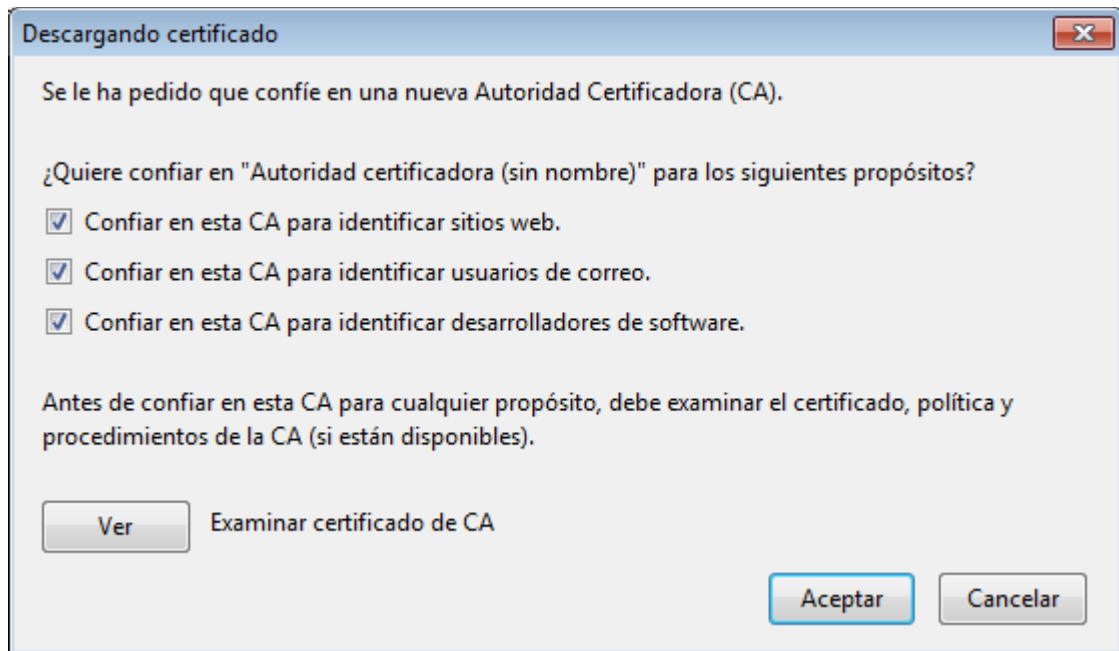 Descargando certificado
Se le ha pedido que confíe en una nueva Autoridad Certificadora (CA).
¿Quiere confiar en "Autoridad certificadora (sin nombre)" para los siguientes propósitos?
Confiar en esta CA para identificar sitios web.
Confiar en esta CA para identificar usuarios de correo.
Confiar en esta CA para identificar desarrolladores de software.
Antes de confiar en esta CA para cualquier propósito, debe examinar el certificado, política y
procedimientos de la CA (si están disponibles).
Ver Examinar certificado de CA
Aceptar Cancelar